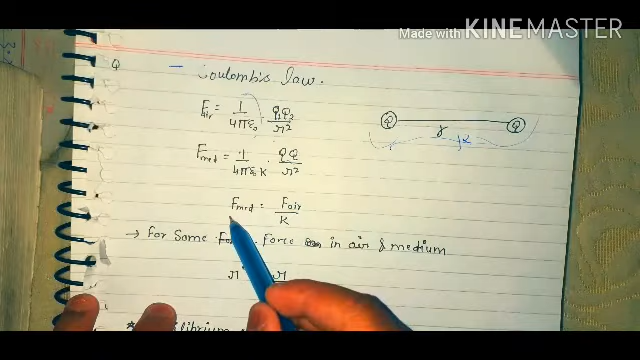 Made with KINEMASTER
Q
Coulomb's law.
Fair = 1/4πε₀ Q₁Q₂/r²
Q r Q
Fmed = 1/4πε₀K . QQ/r²
Fmed = Fair/K
→ For Some Force in air & medium
r